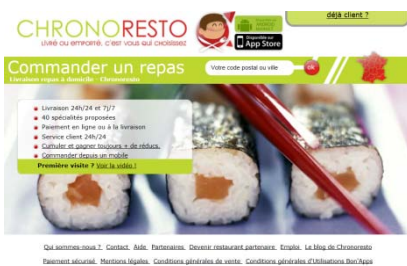 déjà client ?
CHRONORESTO
Livré ou emporté, c'est vous qui choisissez
Disponible sur
App Store
Commander un repas
Livraison repas à domicile - Chronoresto
Votre code postal ou ville
ok
Livraison 24h/24 et 7j/7
40 spécialités proposées
Paiement en ligne ou à la livraison
Service client 24h/24
Cumuler et gagner toujours + de réducs.
Commander depuis un mobile
Première visite ? Voir la vidéo !
Qui sommes-nous ? Contact Aide Partenaires Devenir restaurant partenaire Emploi Le blog de Chronoresto
Paiement sécurisé Mentions légales Conditions générales de vente Conditions générales d'Utilisations Bon'Apps